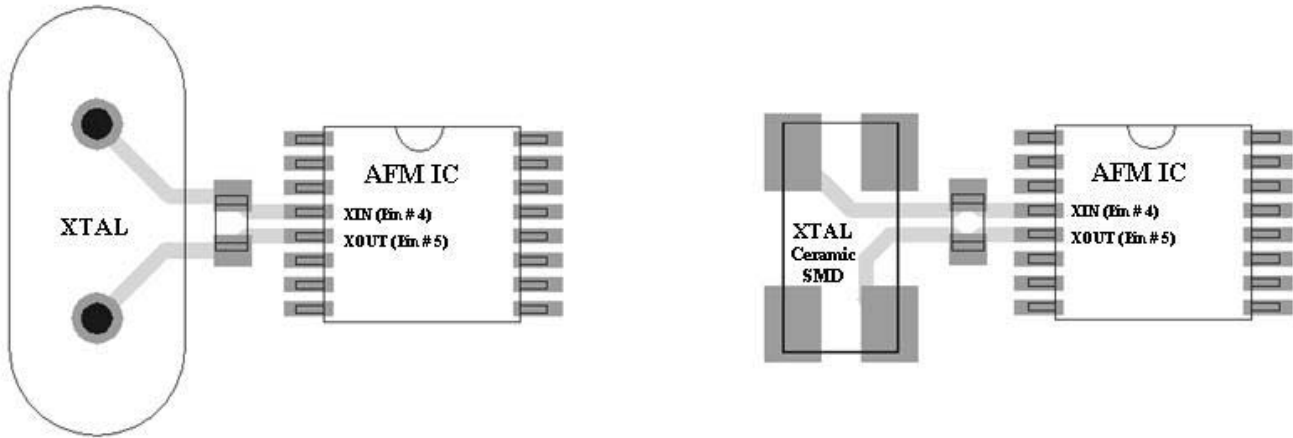 XTAL
AFM IC
XIN (Pin # 4)
XOUT (Pin # 5)
XTAL
Ceramic
SMD
AFM IC
XIN (Pin # 4)
XOUT (Pin # 5)